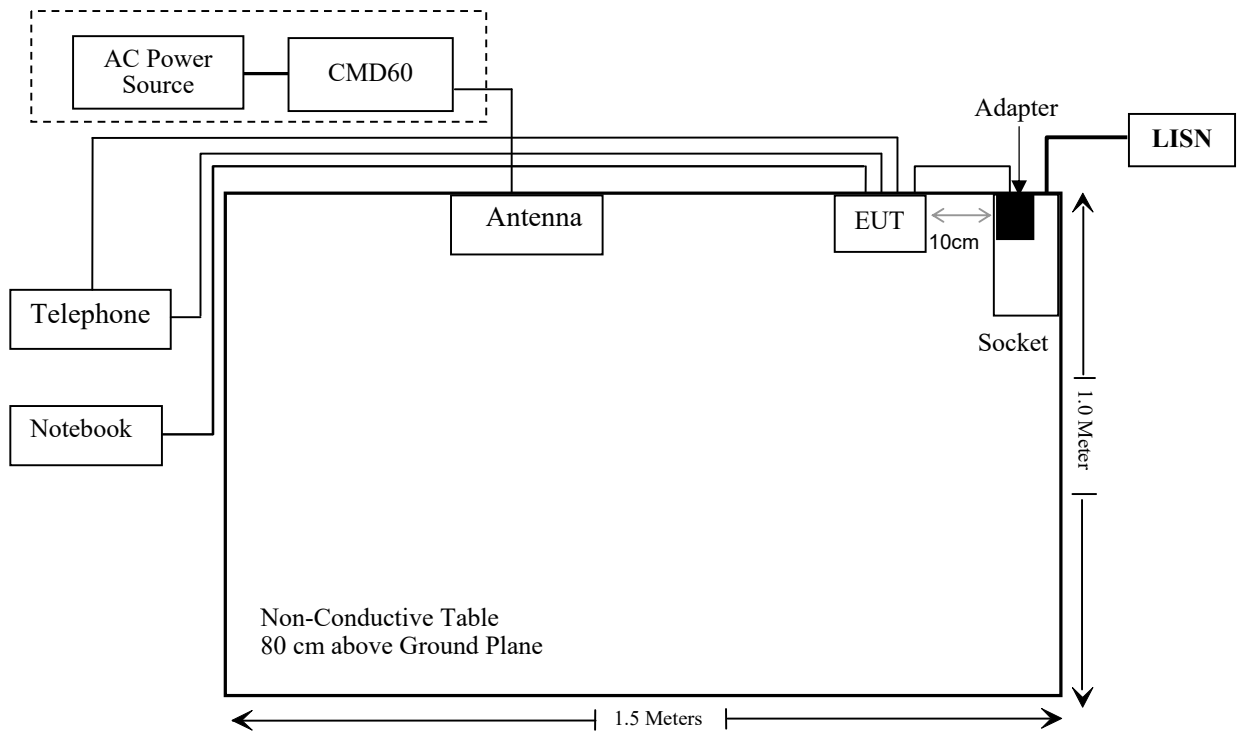 AC Power
Source
CMD60
Adapter
LISN
Antenna
EUT
10cm
Telephone
Socket
Notebook
1.0 Meter
Non-Conductive Table
80 cm above Ground Plane
1.5 Meters